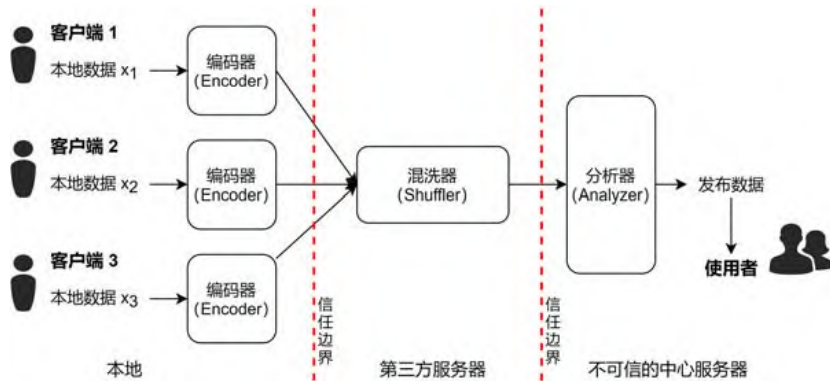 客户端 1
本地数据 x1
编码器
(Encoder)
客户端 2
本地数据 x2
编码器
(Encoder)
客户端 3
本地数据 x3
编码器
(Encoder)
混洗器
(Shuffler)
分析器
(Analyzer)
发布数据
使用者
信任边界
信任边界
本地
第三方服务器
不可信的中心服务器